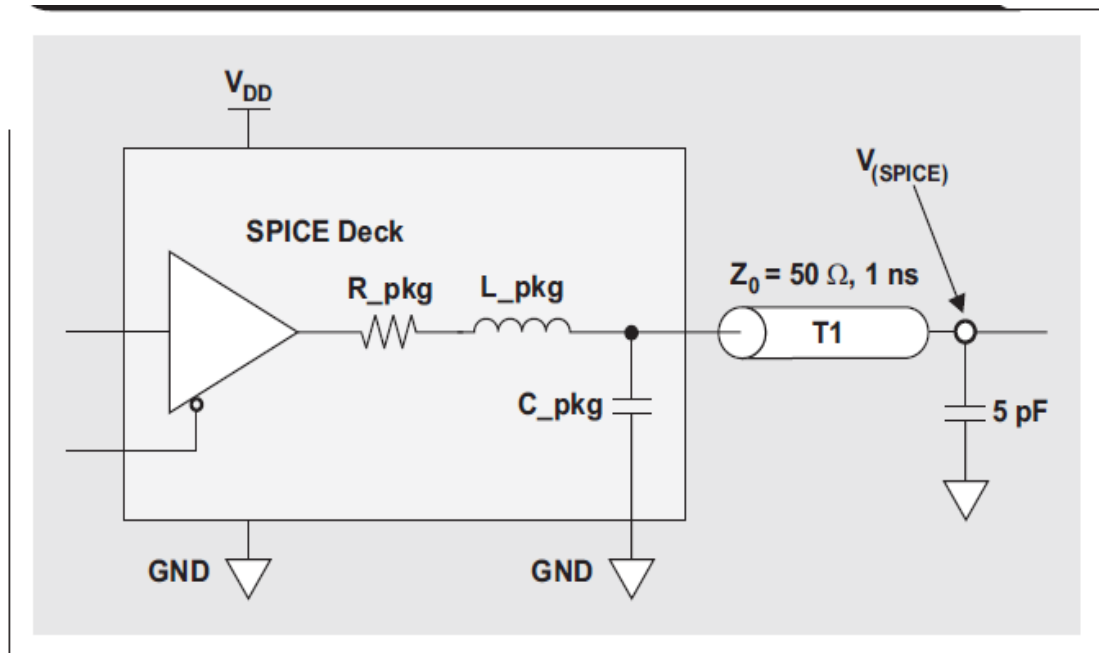 V_DD
V_(SPICE)
SPICE Deck
R_pkg
L_pkg
Z_0 = 50 Ω, 1 ns
T1
C_pkg
5 pF
GND
GND